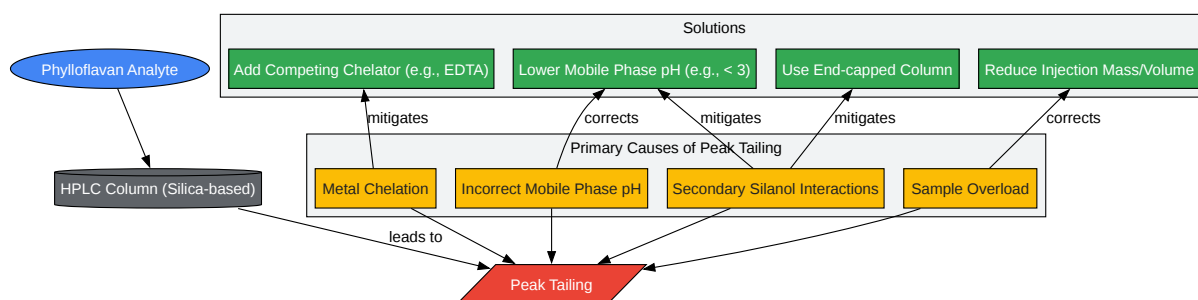 Solutions
Phylloflavan Analyte
Add Competing Chelator (e.g., EDTA)
Lower Mobile Phase pH (e.g., < 3)
Use End-capped Column
Reduce Injection Mass/Volume
mitigates
corrects
mitigates
mitigates
corrects
Primary Causes of Peak Tailing
HPLC Column (Silica-based)
Metal Chelation
Incorrect Mobile Phase pH
Secondary Silanol Interactions
Sample Overload
leads to
Peak Tailing